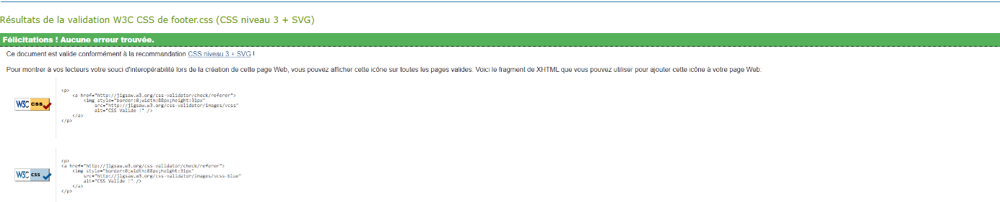 Résultats de la validation W3C CSS de footer.css (CSS niveau 3 + SVG)
Félicitations ! Aucune erreur trouvée.
Ce document est valide conformément à la recommandation CSS niveau 3 + SVG !
Pour montrer à vos lecteurs votre souci d'interopérabilité lors de la création de cette page Web, vous pouvez afficher cette icône sur toutes les pages valides. Voici le fragment de XHTML que vous pouvez utiliser pour ajouter cette icône à votre page Web:
W3C css
<p>
<a href="http://jigsaw.w3.org/css-validator/check/referer">
<img style="border:0;width:88px;height:31px"
src="http://jigsaw.w3.org/css-validator/images/vcss"
alt="CSS Valide !" />
</a>
</p>
W3C css
<p>
<a href="http://jigsaw.w3.org/css-validator/check/referer">
<img style="border:0;width:88px;height:31px"
src="http://jigsaw.w3.org/css-validator/images/vcss-blue"
alt="CSS Valide !" />
</a>
</p>